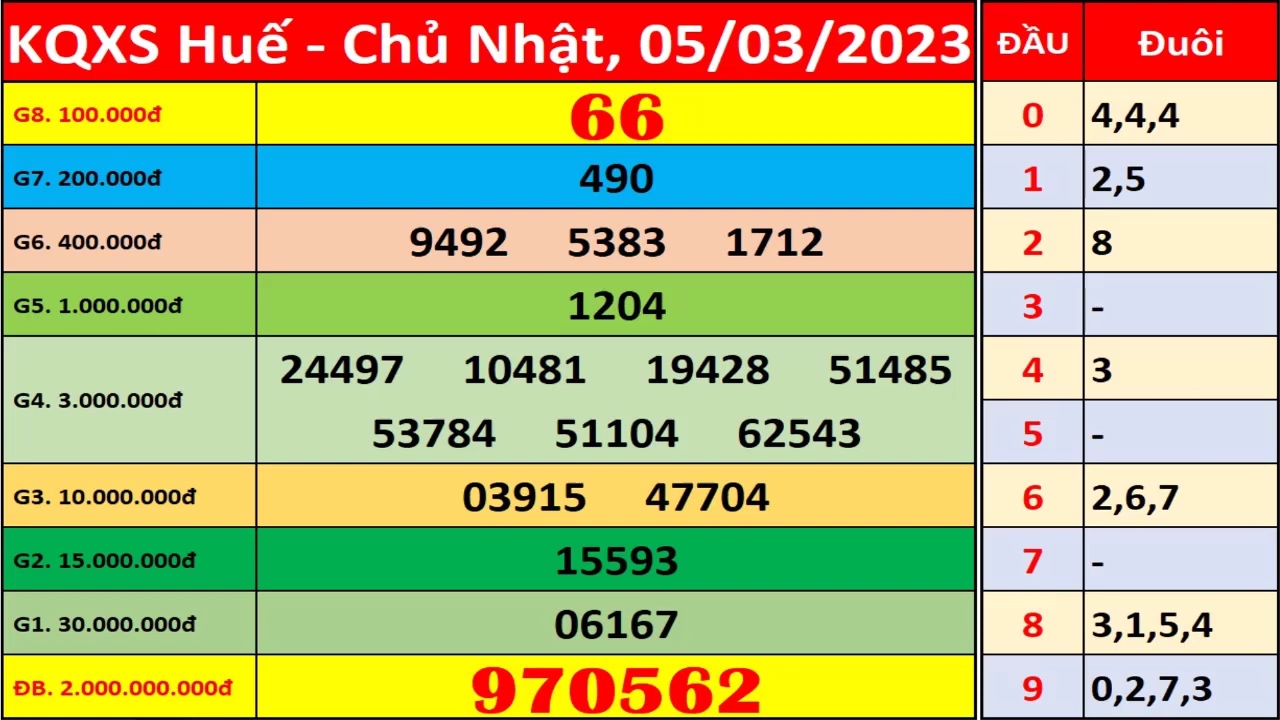 KQXS Huế - Chủ Nhật, 05/03/2023 ĐẦU Đuôi
G8. 100.000đ 66 0 4,4,4
G7. 200.000đ 490 1 2,5
G6. 400.000đ 9492 5383 1712 2 8
G5. 1.000.000đ 1204 3 -
24497 10481 19428 51485 4 3
G4. 3.000.000đ
53784 51104 62543 5 -
G3. 10.000.000đ 03915 47704 6 2,6,7
G2. 15.000.000đ 15593 7 -
G1. 30.000.000đ 06167 8 3,1,5,4
ĐB. 2.000.000.000đ 970562 9 0,2,7,3